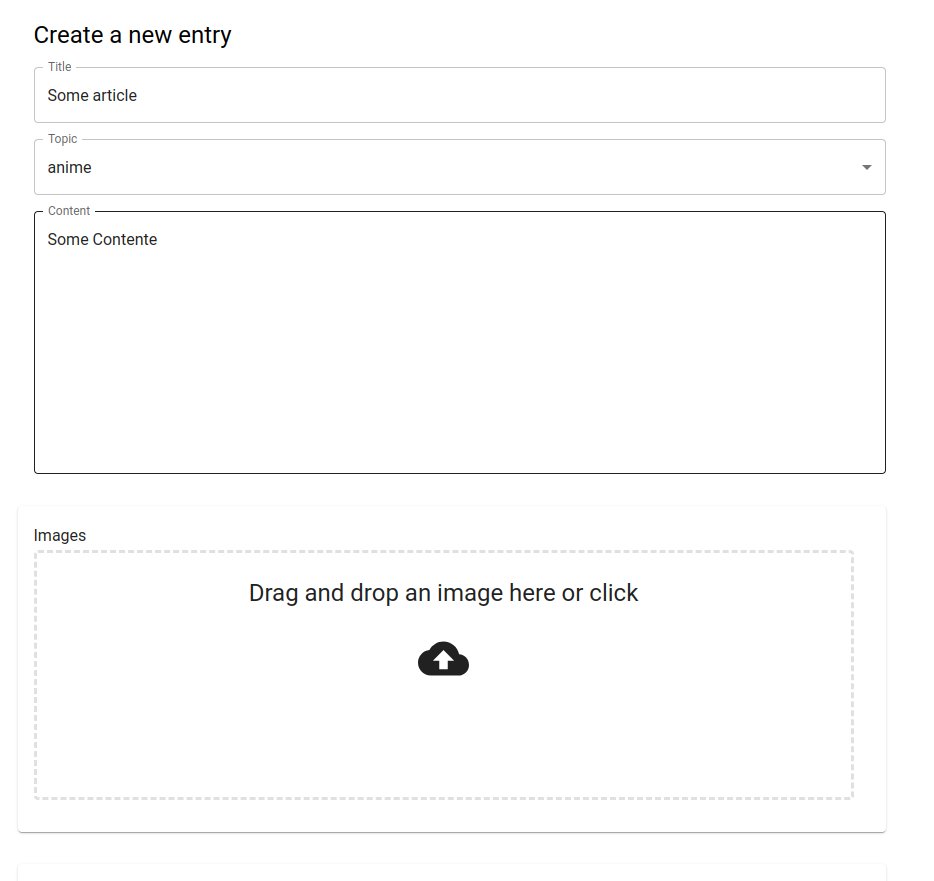 Create a new entry
Title
Some article
Topic
anime
Content
Some Contente
Images
Drag and drop an image here or click